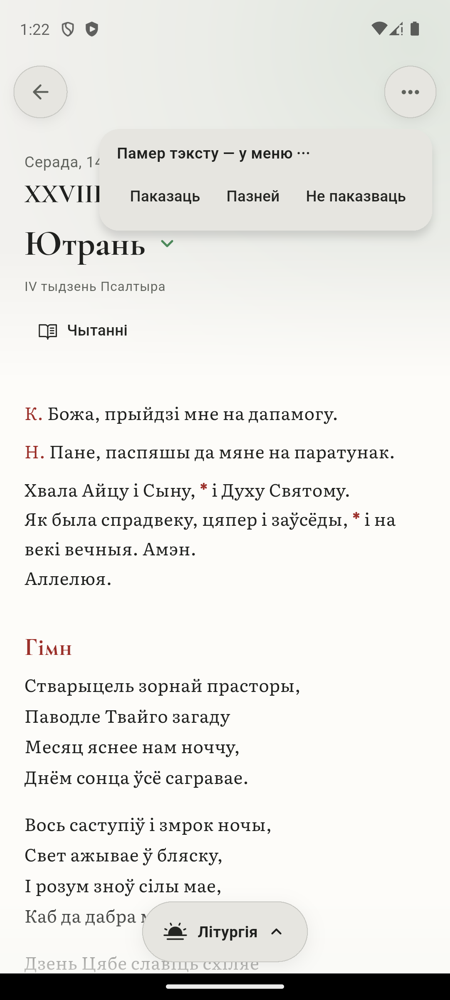 1:22
Памер тэксту — у меню ···
Серада, 14
Паказаць Пазней Не паказваць
XXVIII
Ютрань
IV тыдзень Псалтыра
Чытанні
К. Божа, прыйдзі мне на дапамогу.
Н. Пане, паспяшы да мяне на паратунак.
Хвала Айцу і Сыну, * і Духу Святому.
Як была спрадвеку, цяпер і заўсёды, * і на
векі вечныя. Амэн.
Аллелюя.
Гімн
Стварыцель зорнай прасторы,
Паводле Твайго загаду
Месяц яснее нам ноччу,
Днём сонца ўсё сагравае.
Вось саступіў і змрок ночы,
Свет ажывае ў бляску,
І розум зноў сілы мае,
Каб да дабра
Літургія
Дзень Цябе славіць схіляе